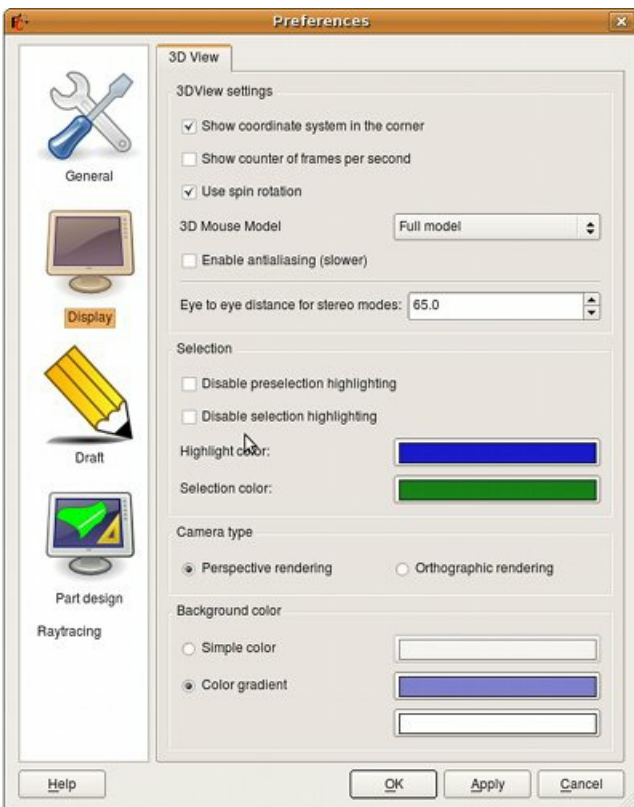 Preferences
General
Display
Draft
Part design
Raytracing
3D View
3DView settings
Show coordinate system in the corner
Show counter of frames per second
Use spin rotation
3D Mouse Model
Full model
Enable antialiasing (slower)
Eye to eye distance for stereo modes:
65.0
Selection
Disable preselection highlighting
Disable selection highlighting
Highlight color:
Selection color:
Camera type
Perspective rendering
Orthographic rendering
Background color
Simple color
Color gradient
Help
OK
Apply
Cancel